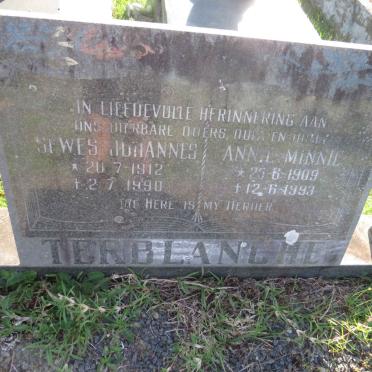 IN LIEFDEVOLLE HERINNERING AAN
ONS DIERBARE OUERS, OUPA EN OUMA
SEWES JOHANNES ANNIE MINNIE
* 20-7-1912 * 25-6-1909
+ 2-7-1990 + 12-6-1993
DIE HERE IS MY HERDER
TERBLANCHE